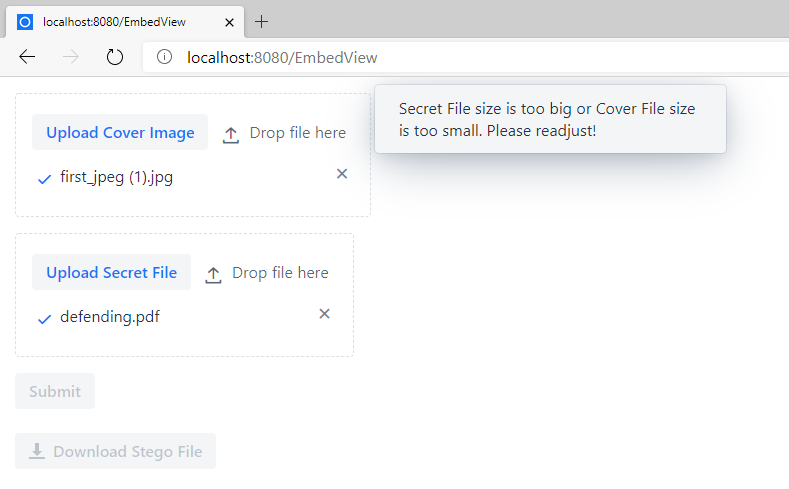 localhost:8080/EmbedView
localhost:8080/EmbedView
Secret File size is too big or Cover File size
is too small. Please readjust!
Upload Cover Image Drop file here
first_jpeg (1).jpg
Upload Secret File Drop file here
defending.pdf
Submit
Download Stego File